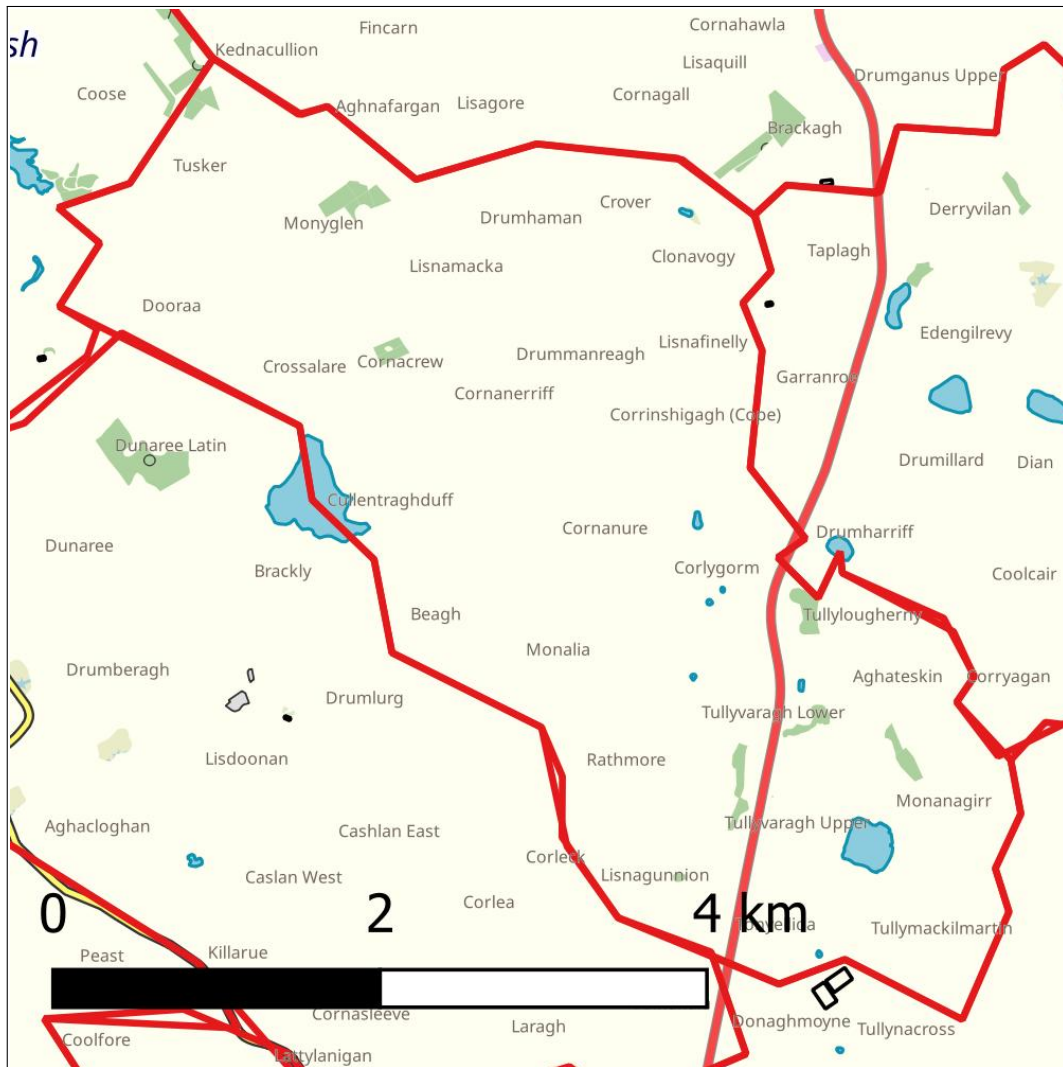 Cornahawla
Fincarn
sh
Kednacullion
Lisaquill
Drumganus Upper
Coose
Aghnafargan
Lisagore
Cornagall
Brackagh
Tusker
Monyglen
Drumhaman
Crover
Derryvilan
Lisnamacka
Clonavogy
Taplagh
Dooraa
Edengilrevy
Crossalare
Cornacrew
Drummanreagh
Lisnafinelly
Garranroe
Cornanerriff
Corrinshigagh (Cope)
Dunaree Latin
Drumillard
Dian
Cullentraghduff
Cornanure
Drumharriff
Dunaree
Brackly
Corlygorm
Coolcair
Beagh
Tullylougherny
Monalia
Drumberagh
Drumlurg
Aghateskin
Corryagan
Tullyvaragh Lower
Lisdoonan
Rathmore
Monanagirr
Aghacloghan
Cashlan East
Tullyvaragh Upper
Corleck
Caslan West
Lisnagunnion
Corlea
0 2 4 km
Tullymackilmartin
Peast
Killarue
Cornasleeve
Laragh
Donaghmoyne
Tullynacross
Coolfore
Lattylanigan